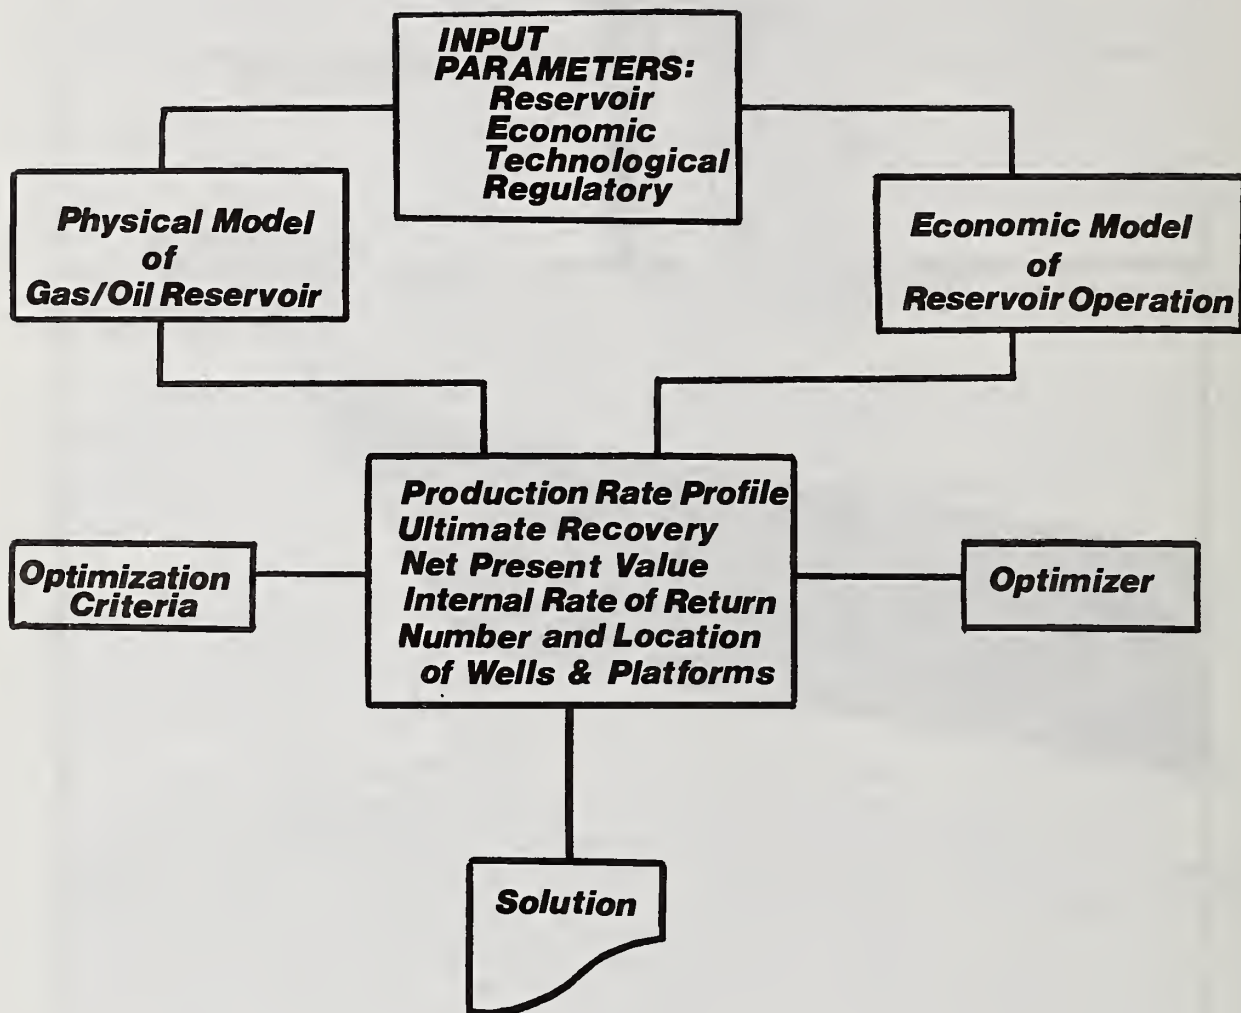 INPUT
PARAMETERS:
Reservoir
Economic
Technological
Regulatory
Physical Model
of
Gas/Oil Reservoir
Economic Model
of
Reservoir Operation
Production Rate Profile
Ultimate Recovery
Net Present Value
Internal Rate of Return
Number and Location
of Wells & Platforms
Optimization
Criteria
Optimizer
Solution